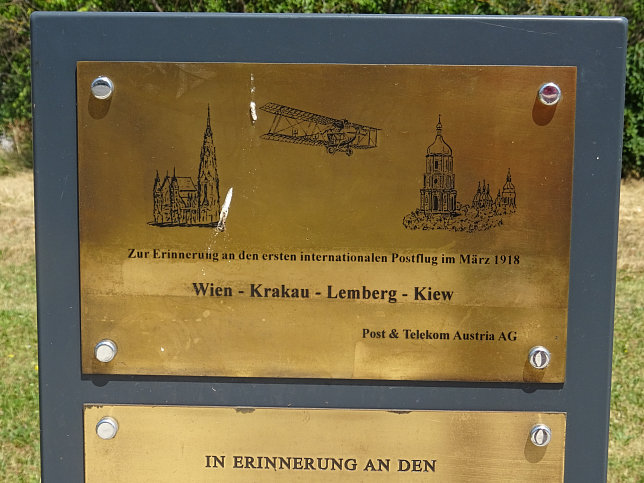 Zur Erinnerung an den ersten internationalen Postflug im März 1918
Wien - Krakau - Lemberg - Kiew
Post & Telekom Austria AG
IN ERINNERUNG AN DEN